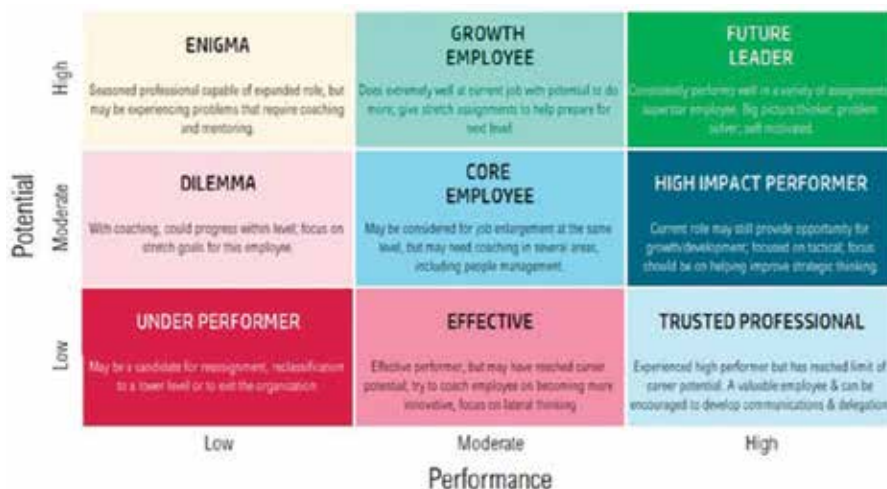 Potential
High
ENIGMA
Seasoned professional capable of expanded role, but
may be experiencing problems that require coaching
and mentoring.
GROWTH
EMPLOYEE
Does extremely well at current job with potential to do
more; give stretch assignments to help prepare for
next level
FUTURE
LEADER
Consistently performs well in a variety of assignments
superstar employee. Big picture thinker; problem
solver; self motivated.
Moderate
DILEMMA
With coaching, could progress within level; focus on
stretch goals for this employee.
CORE
EMPLOYEE
May be considered for job enlargement at the same
level, but may need coaching in several areas,
including people management.
HIGH IMPACT PERFORMER
Current role may still provide opportunity for
growth/development; focused on tactical; focus
should be on helping improve strategic thinking.
Low
UNDER PERFORMER
May be a candidate for reassignment, reclassification
to a lower level or to exit the organization
EFFECTIVE
Effective performer, but may have reached career
potential; try to coach employee on becoming more
innovative, focus on lateral thinking
TRUSTED PROFESSIONAL
Experienced high performer but has reached limit of
career potential. A valuable employee & can be
encouraged to develop communications & delegation
Low
Moderate
High
Performance